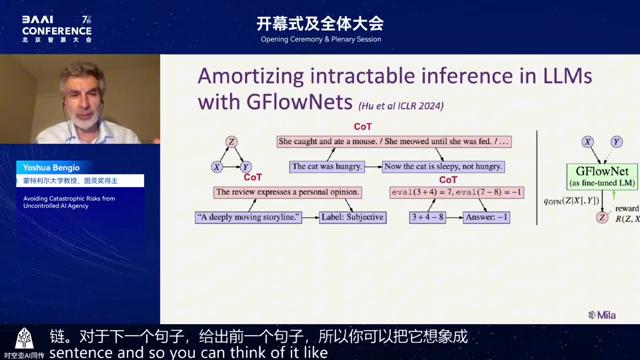 BAAI
CONFERENCE
北京智源大会
7th
开幕式及全体大会
Opening Ceremony & Plenary Session
Amortizing intractable inference in LLMs
with GFlowNets (Hu et al ICLR 2024)
CoT
Z
She caught and ate a mouse. / She meowed until she was fed. / …
X
Y
The cat was hungry.
Now the cat is sleepy, not hungry.
CoT
CoT
The review expresses a personal opinion.
eval(3+4) = 7, eval(7−8) = −1
"A deeply moving storyline."
Label: Subjective
3+4−8
Answer: −1
X
Y
GFlowNet
(as fine-tuned LM)
qGFN(Z|X[,Y])
Z
reward
R(Z, X
Mila
Yoshua Bengio
蒙特利尔大学教授、图灵奖得主
Avoiding Catastrophic Risks from
Uncontrolled AI Agency
时空壶AI同传
链。对于下一个句子，给出前一个句子，所以你可以把它想象成
sentence and so you can think of it like